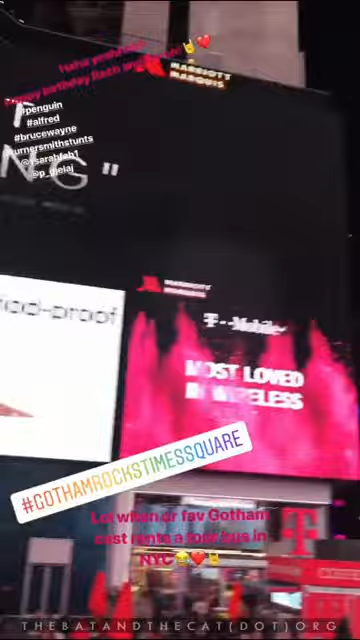 Happy birthday
#penguin
#alfred
#brucewayne
MARRIOTT
MARQUIS
NG"
MARRIOTT
MARQUIS
T-Mobile
MOST LOVED
IN WIRELESS
#GOTHAMROCKSTIMESSQUARE
Lol when ur fav Gotham
cast rents a tour bus in
NYC😂❤️🤘
T
THEBATANDTHECAT(DOT)ORG